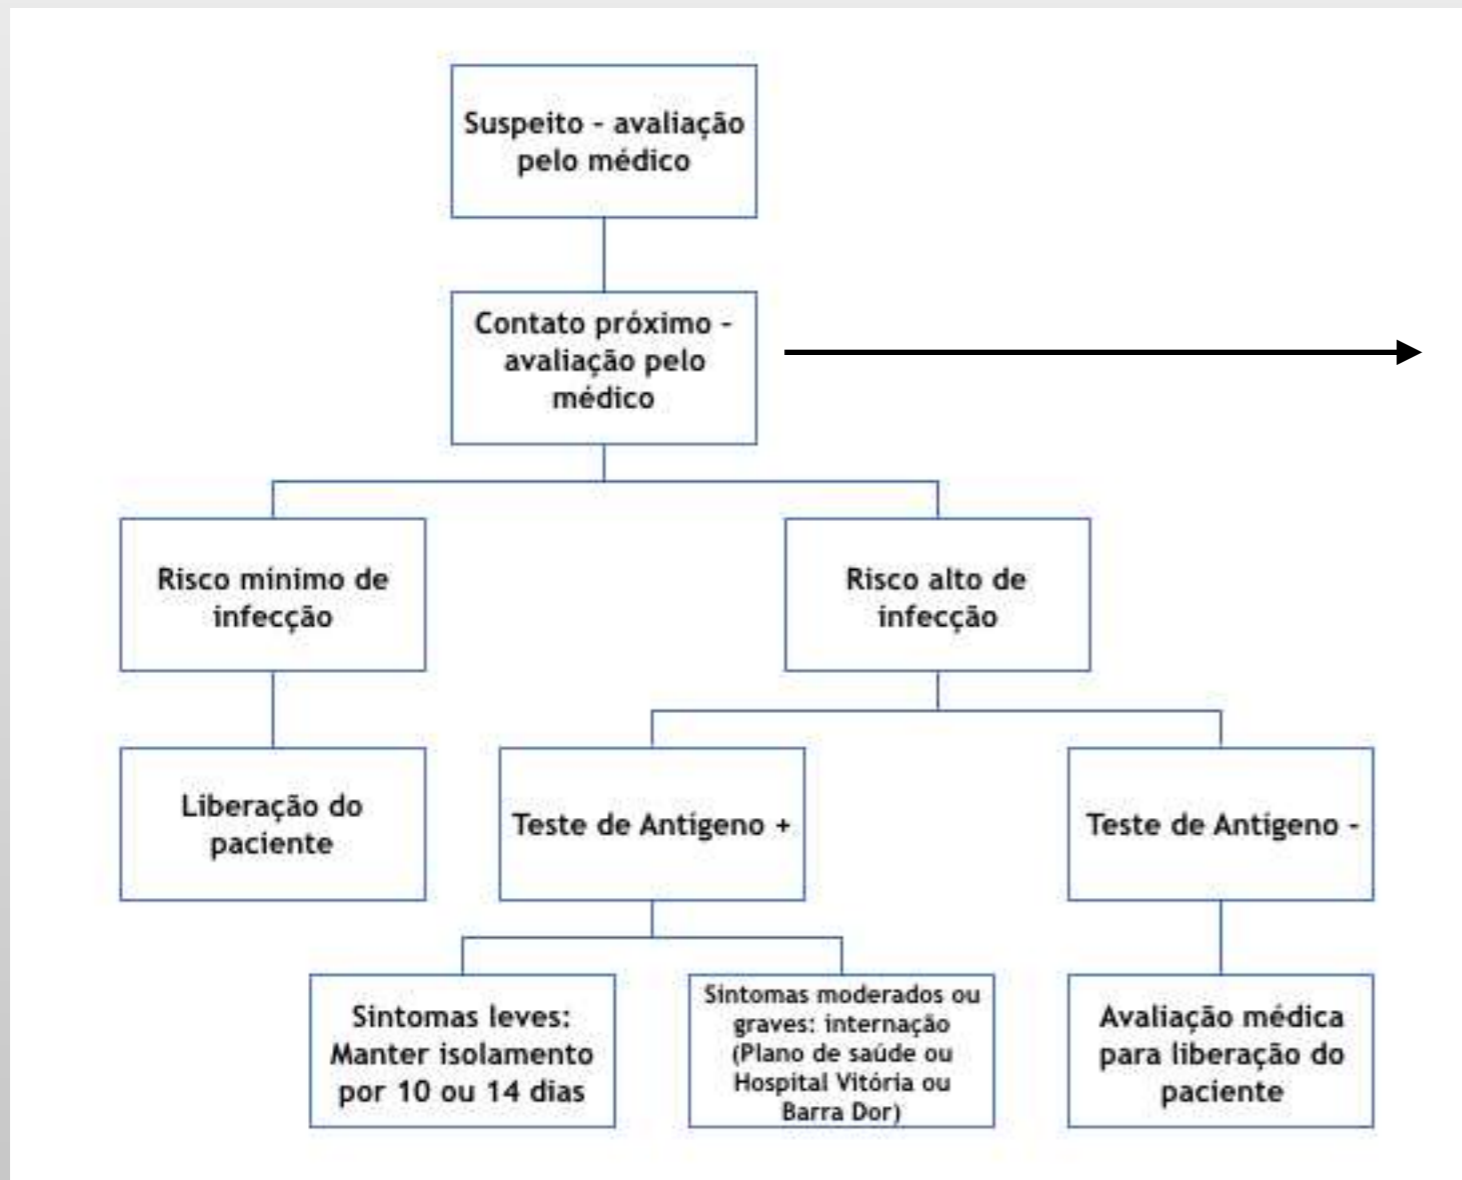 Suspeito - avaliação
pelo médico
Contato próximo -
avaliação pelo
médico
Risco mínimo de
infecção
Risco alto de
infecção
Liberação do
paciente
Teste de Antígeno +
Teste de Antígeno -
Sintomas leves:
Manter isolamento
por 10 ou 14 dias
Sintomas moderados ou
graves: internação
(Plano de saúde ou
Hospital Vitória ou
Barra Dor)
Avaliação médica
para liberação do
paciente